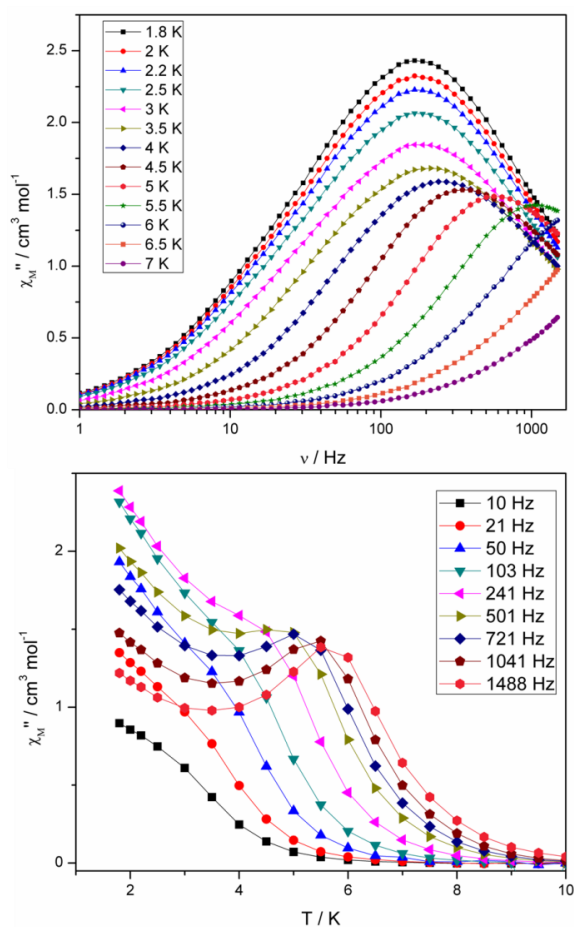 2.5
2.0
1.5
1.0
0.5
0.0
χM'' / cm³ mol⁻¹
1.8 K
2 K
2.2 K
2.5 K
3 K
3.5 K
4 K
4.5 K
5 K
5.5 K
6 K
6.5 K
7 K
1 10 100 1000
ν / Hz
2
1
0
χM'' / cm³ mol⁻¹
10 Hz
21 Hz
50 Hz
103 Hz
241 Hz
501 Hz
721 Hz
1041 Hz
1488 Hz
2 4 6 8 10
T / K